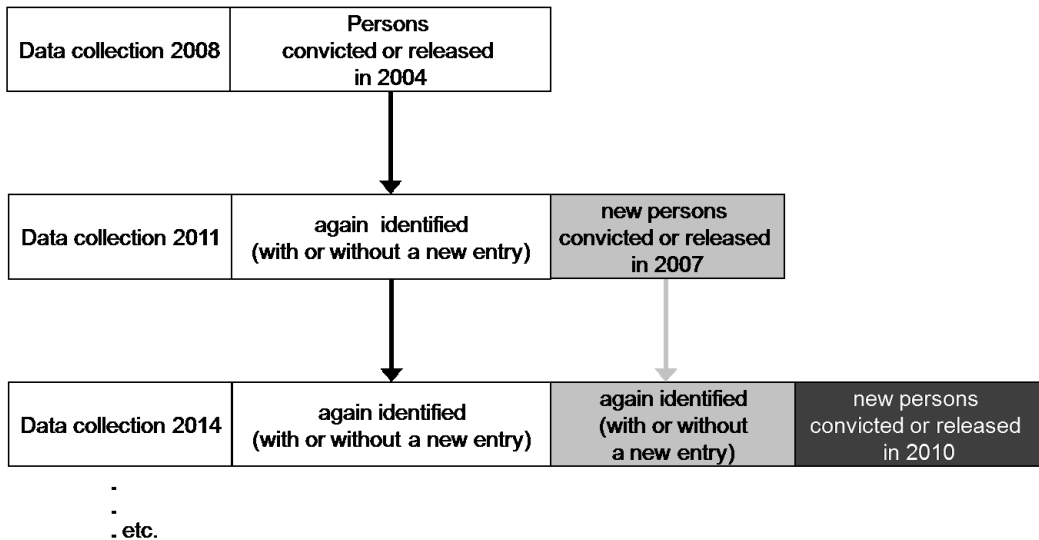 Data collection 2008
Persons
convicted or released
in 2004
Data collection 2011
again identified
(with or without a new entry)
new persons
convicted or released
in 2007
Data collection 2014
again identified
(with or without a new entry)
again identified
(with or without
a new entry)
new persons
convicted or released
in 2010
.
.
. etc.